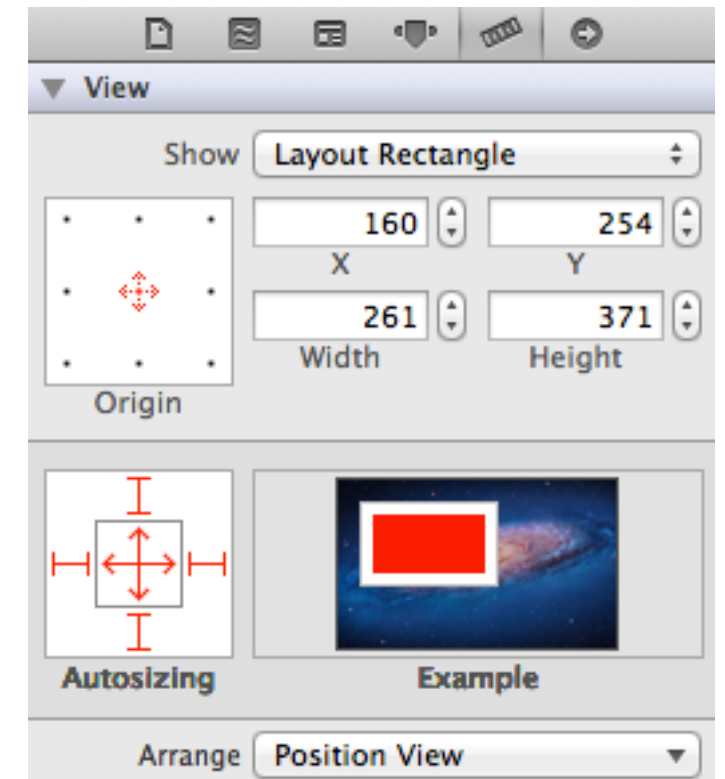 View
Show Layout Rectangle
160 254
X Y
261 371
Width Height
Origin
Autosizing Example
Arrange Position View